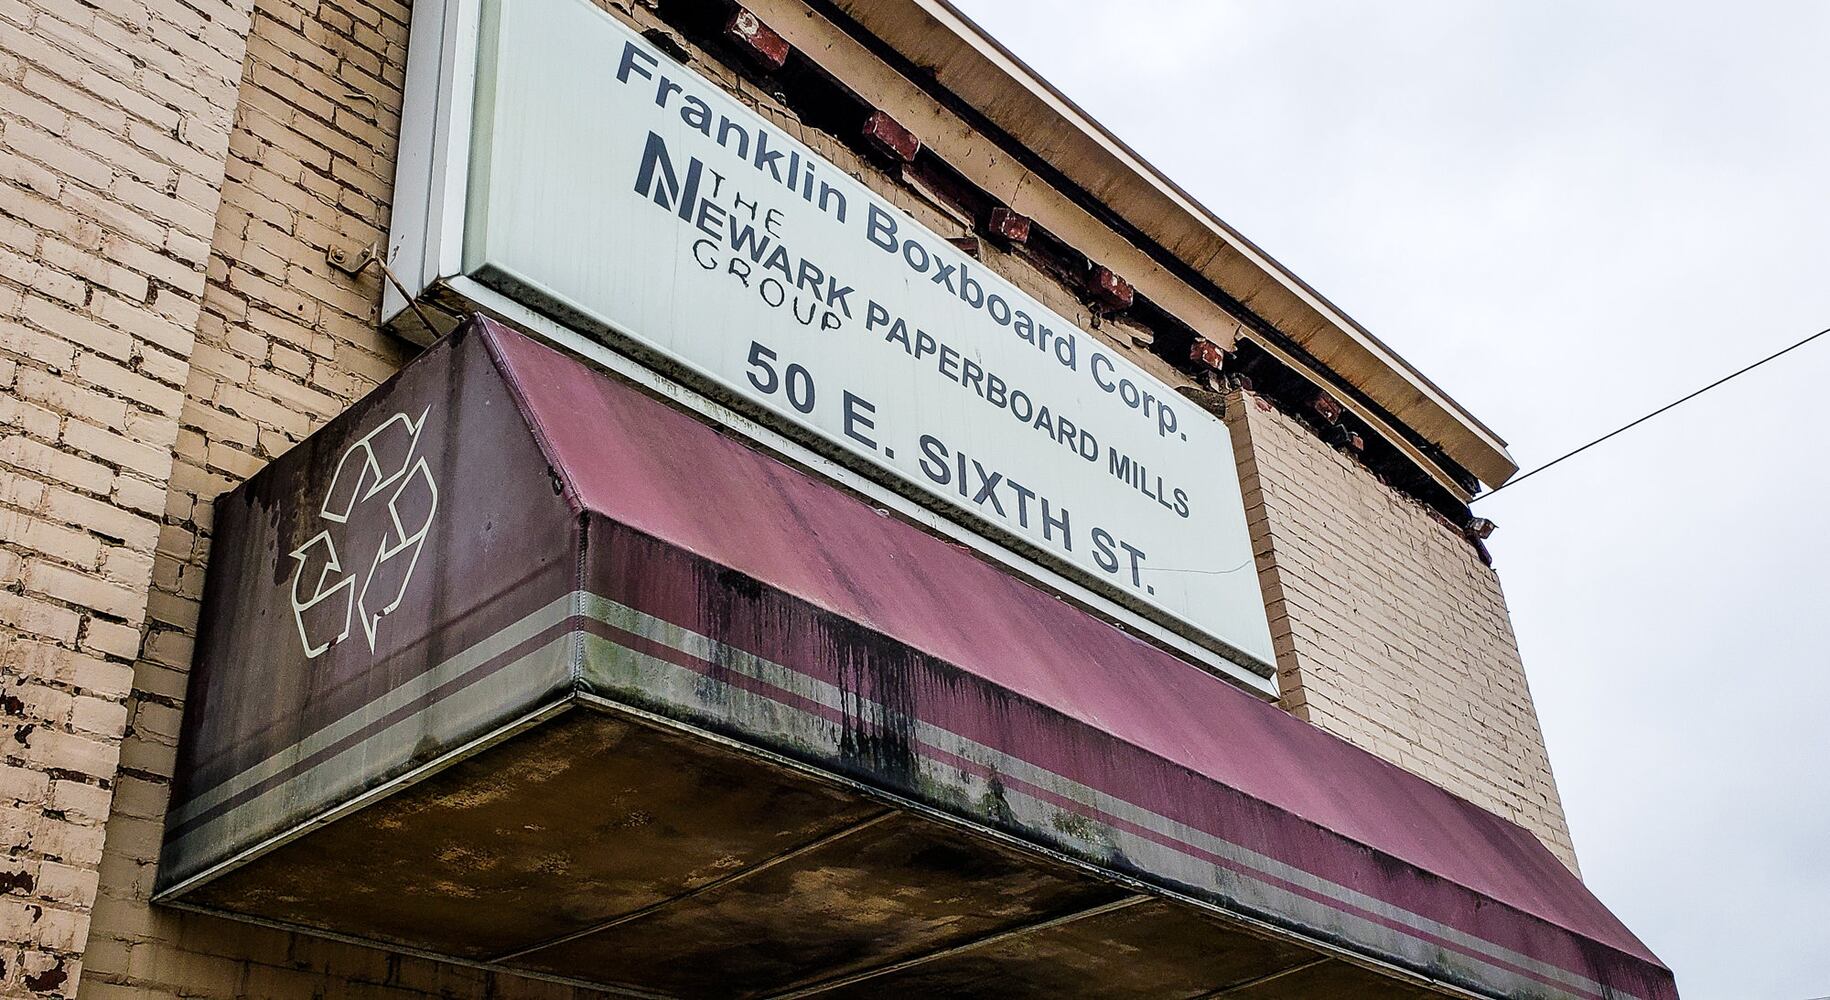 Franklin Boxboard Corp.
THE
NEWARK PAPERBOARD MILLS
GROUP
50 E. SIXTH ST.